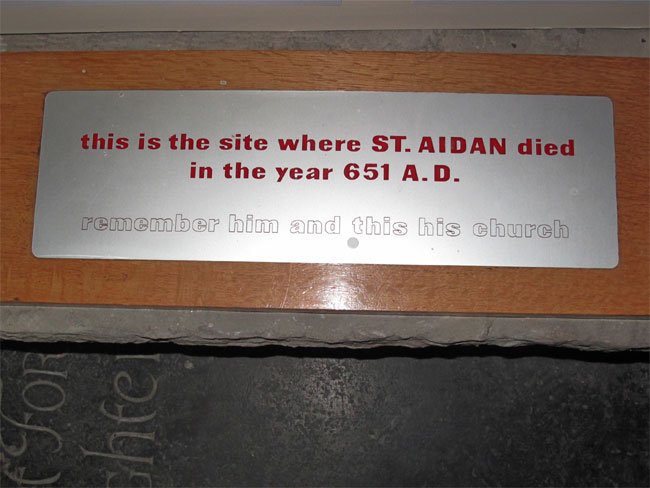 this is the site where ST. AIDAN died
in the year 651 A.D.
remember him and this his church